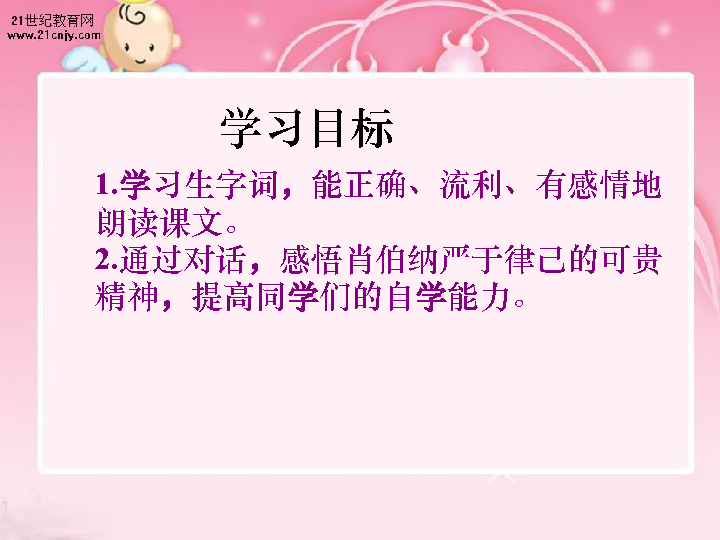 21世纪教育网
www.21cnjy.com
学习目标
1.学习生字词，能正确、流利、有感情地
朗读课文。
2.通过对话，感悟肖伯纳严于律己的可贵
精神，提高同学们的自学能力。